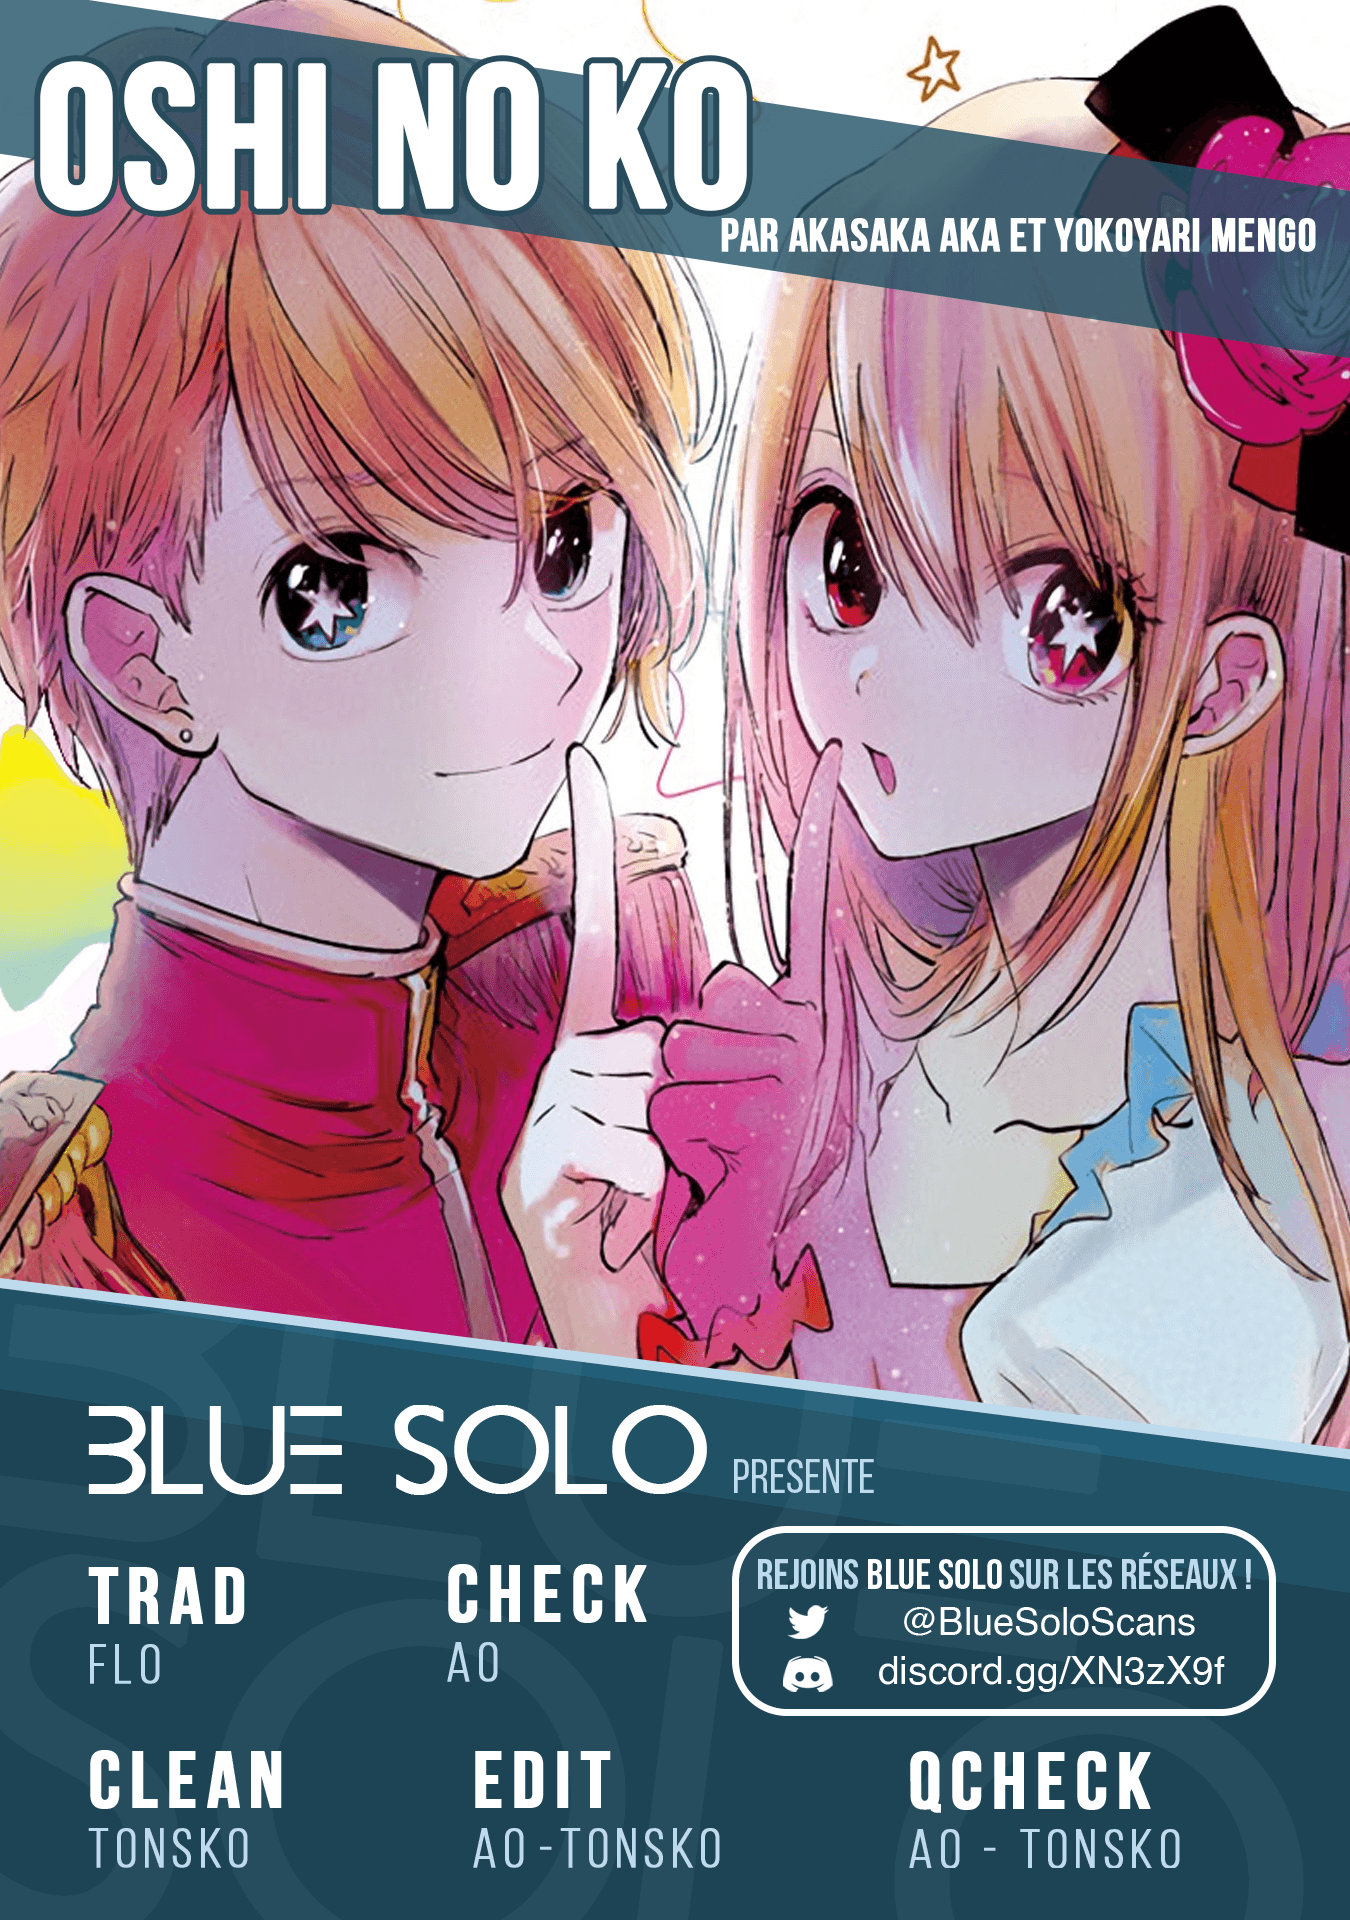 OSHI NO KO
PAR AKASAKA AKA ET YOKOYARI MENGO
BLUE SOLO PRESENTE
TRAD
FLO
CHECK
AO
REJOINS BLUE SOLO SUR LES RÉSEAUX !
@BlueSoloScans
discord.gg/XN3zX9f
CLEAN
TONSKO
EDIT
AO - TONSKO
QCHECK
AO - TONSKO